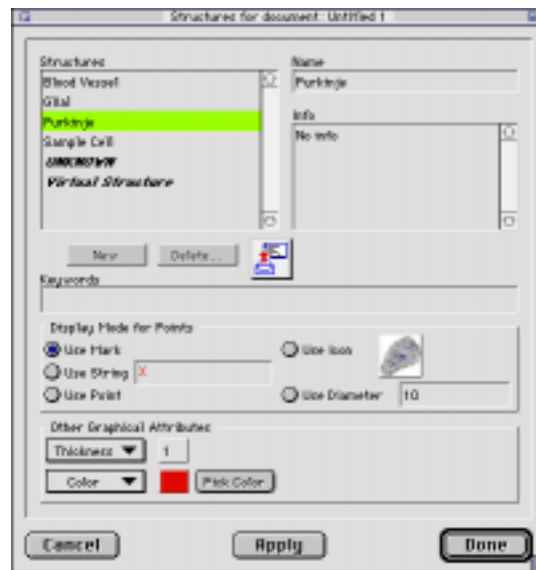 Structures for document: Untitled 1
Structures
Name
Blood Vessel
Purkinje
Glial
Purkinje
Info
Sample Cell
No info
UNKNOWN
Virtual Structure
New
Delete...
Keywords
Display Mode for Points
Use Mark
Use Icon
Use String X
Use Point
Use Diameter 10
Other Graphical Attributes
Thickness 1
Color Pick Color
Cancel Apply Done